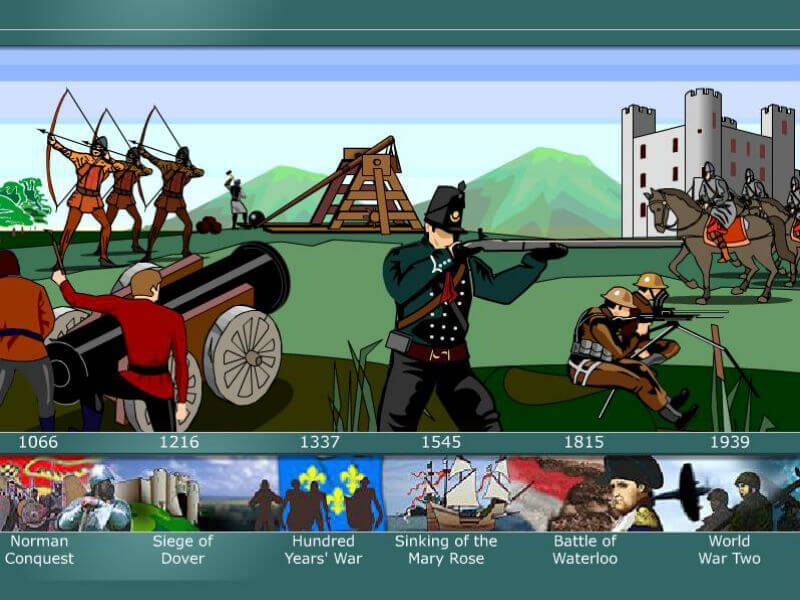 1066 1216 1337 1545 1815 1939
Norman Conquest
Siege of Dover
Hundred Years' War
Sinking of the Mary Rose
Battle of Waterloo
World War Two